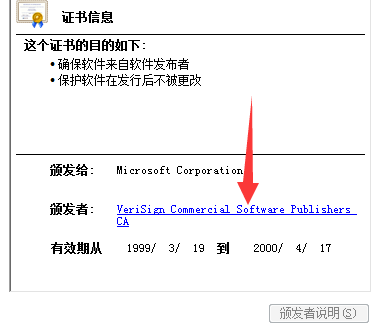 证书信息
这个证书的目的如下:
•确保软件来自软件发布者
•保护软件在发行后不被更改
颁发给: Microsoft Corporation
颁发者: VeriSign Commercial Software Publishers
CA
有效期从 1999/ 3/ 19 到 2000/ 4/ 17
颁发者说明(S)